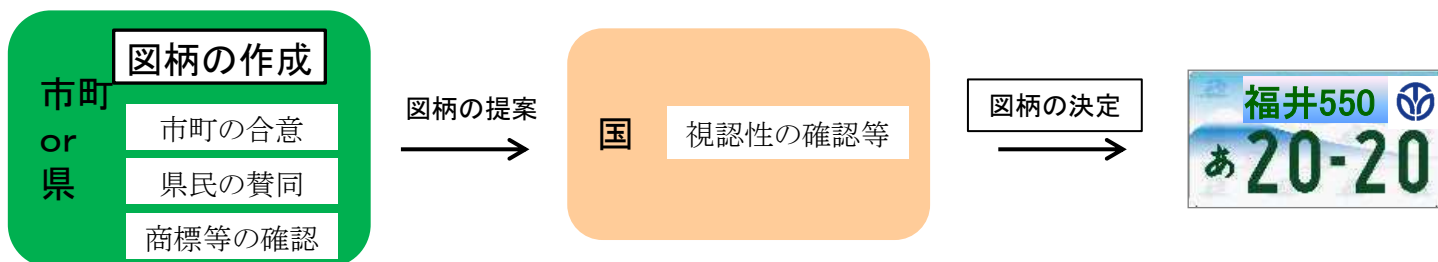 市町
or
県
図柄の作成
市町の合意
県民の賛同
商標等の確認
図柄の提案
国
視認性の確認等
図柄の決定
福井550
あ20-20